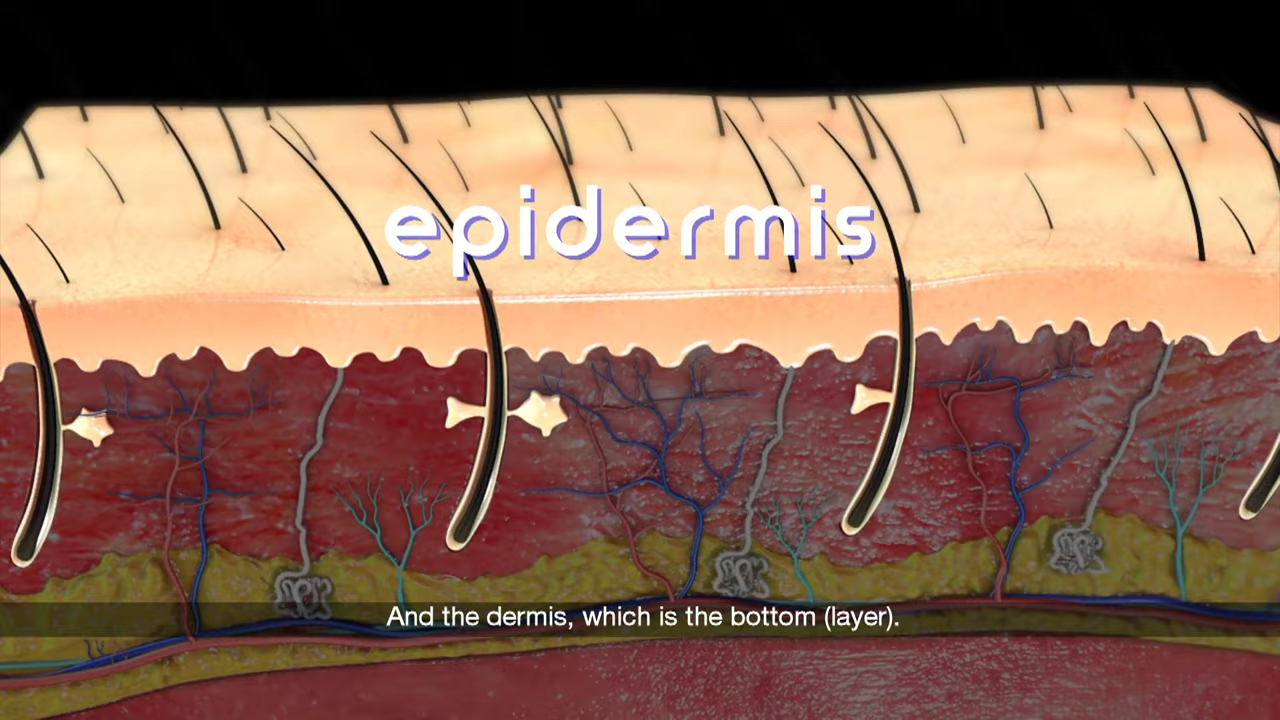 epidermis
And the dermis, which is the bottom (layer).